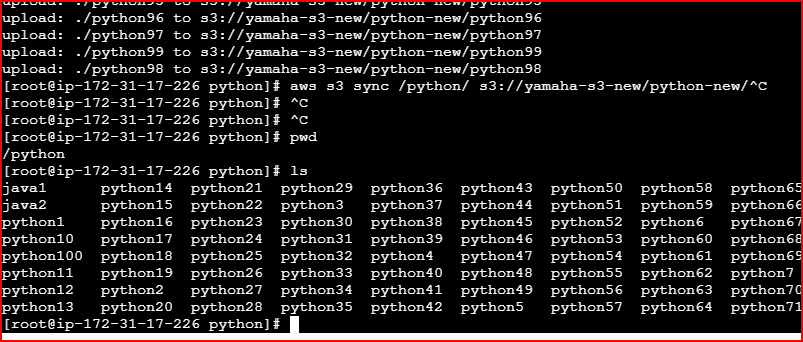 upload: ./python96 to s3://yamaha-s3-new/python-new/python96
upload: ./python97 to s3://yamaha-s3-new/python-new/python97
upload: ./python99 to s3://yamaha-s3-new/python-new/python99
upload: ./python98 to s3://yamaha-s3-new/python-new/python98
[root@ip-172-31-17-226 python]# aws s3 sync /python/ s3://yamaha-s3-new/python-new/^C
[root@ip-172-31-17-226 python]# ^C
[root@ip-172-31-17-226 python]# ^C
[root@ip-172-31-17-226 python]# pwd
/python
[root@ip-172-31-17-226 python]# ls
java1 python14 python21 python29 python36 python43 python50 python58 python65
java2 python15 python22 python3 python37 python44 python51 python59 python66
python1 python16 python23 python30 python38 python45 python52 python6 python67
python10 python17 python24 python31 python39 python46 python53 python60 python68
python100 python18 python25 python32 python4 python47 python54 python61 python69
python11 python19 python26 python33 python40 python48 python55 python62 python7
python12 python2 python27 python34 python41 python49 python56 python63 python70
python13 python20 python28 python35 python42 python5 python57 python64 python71
[root@ip-172-31-17-226 python]#